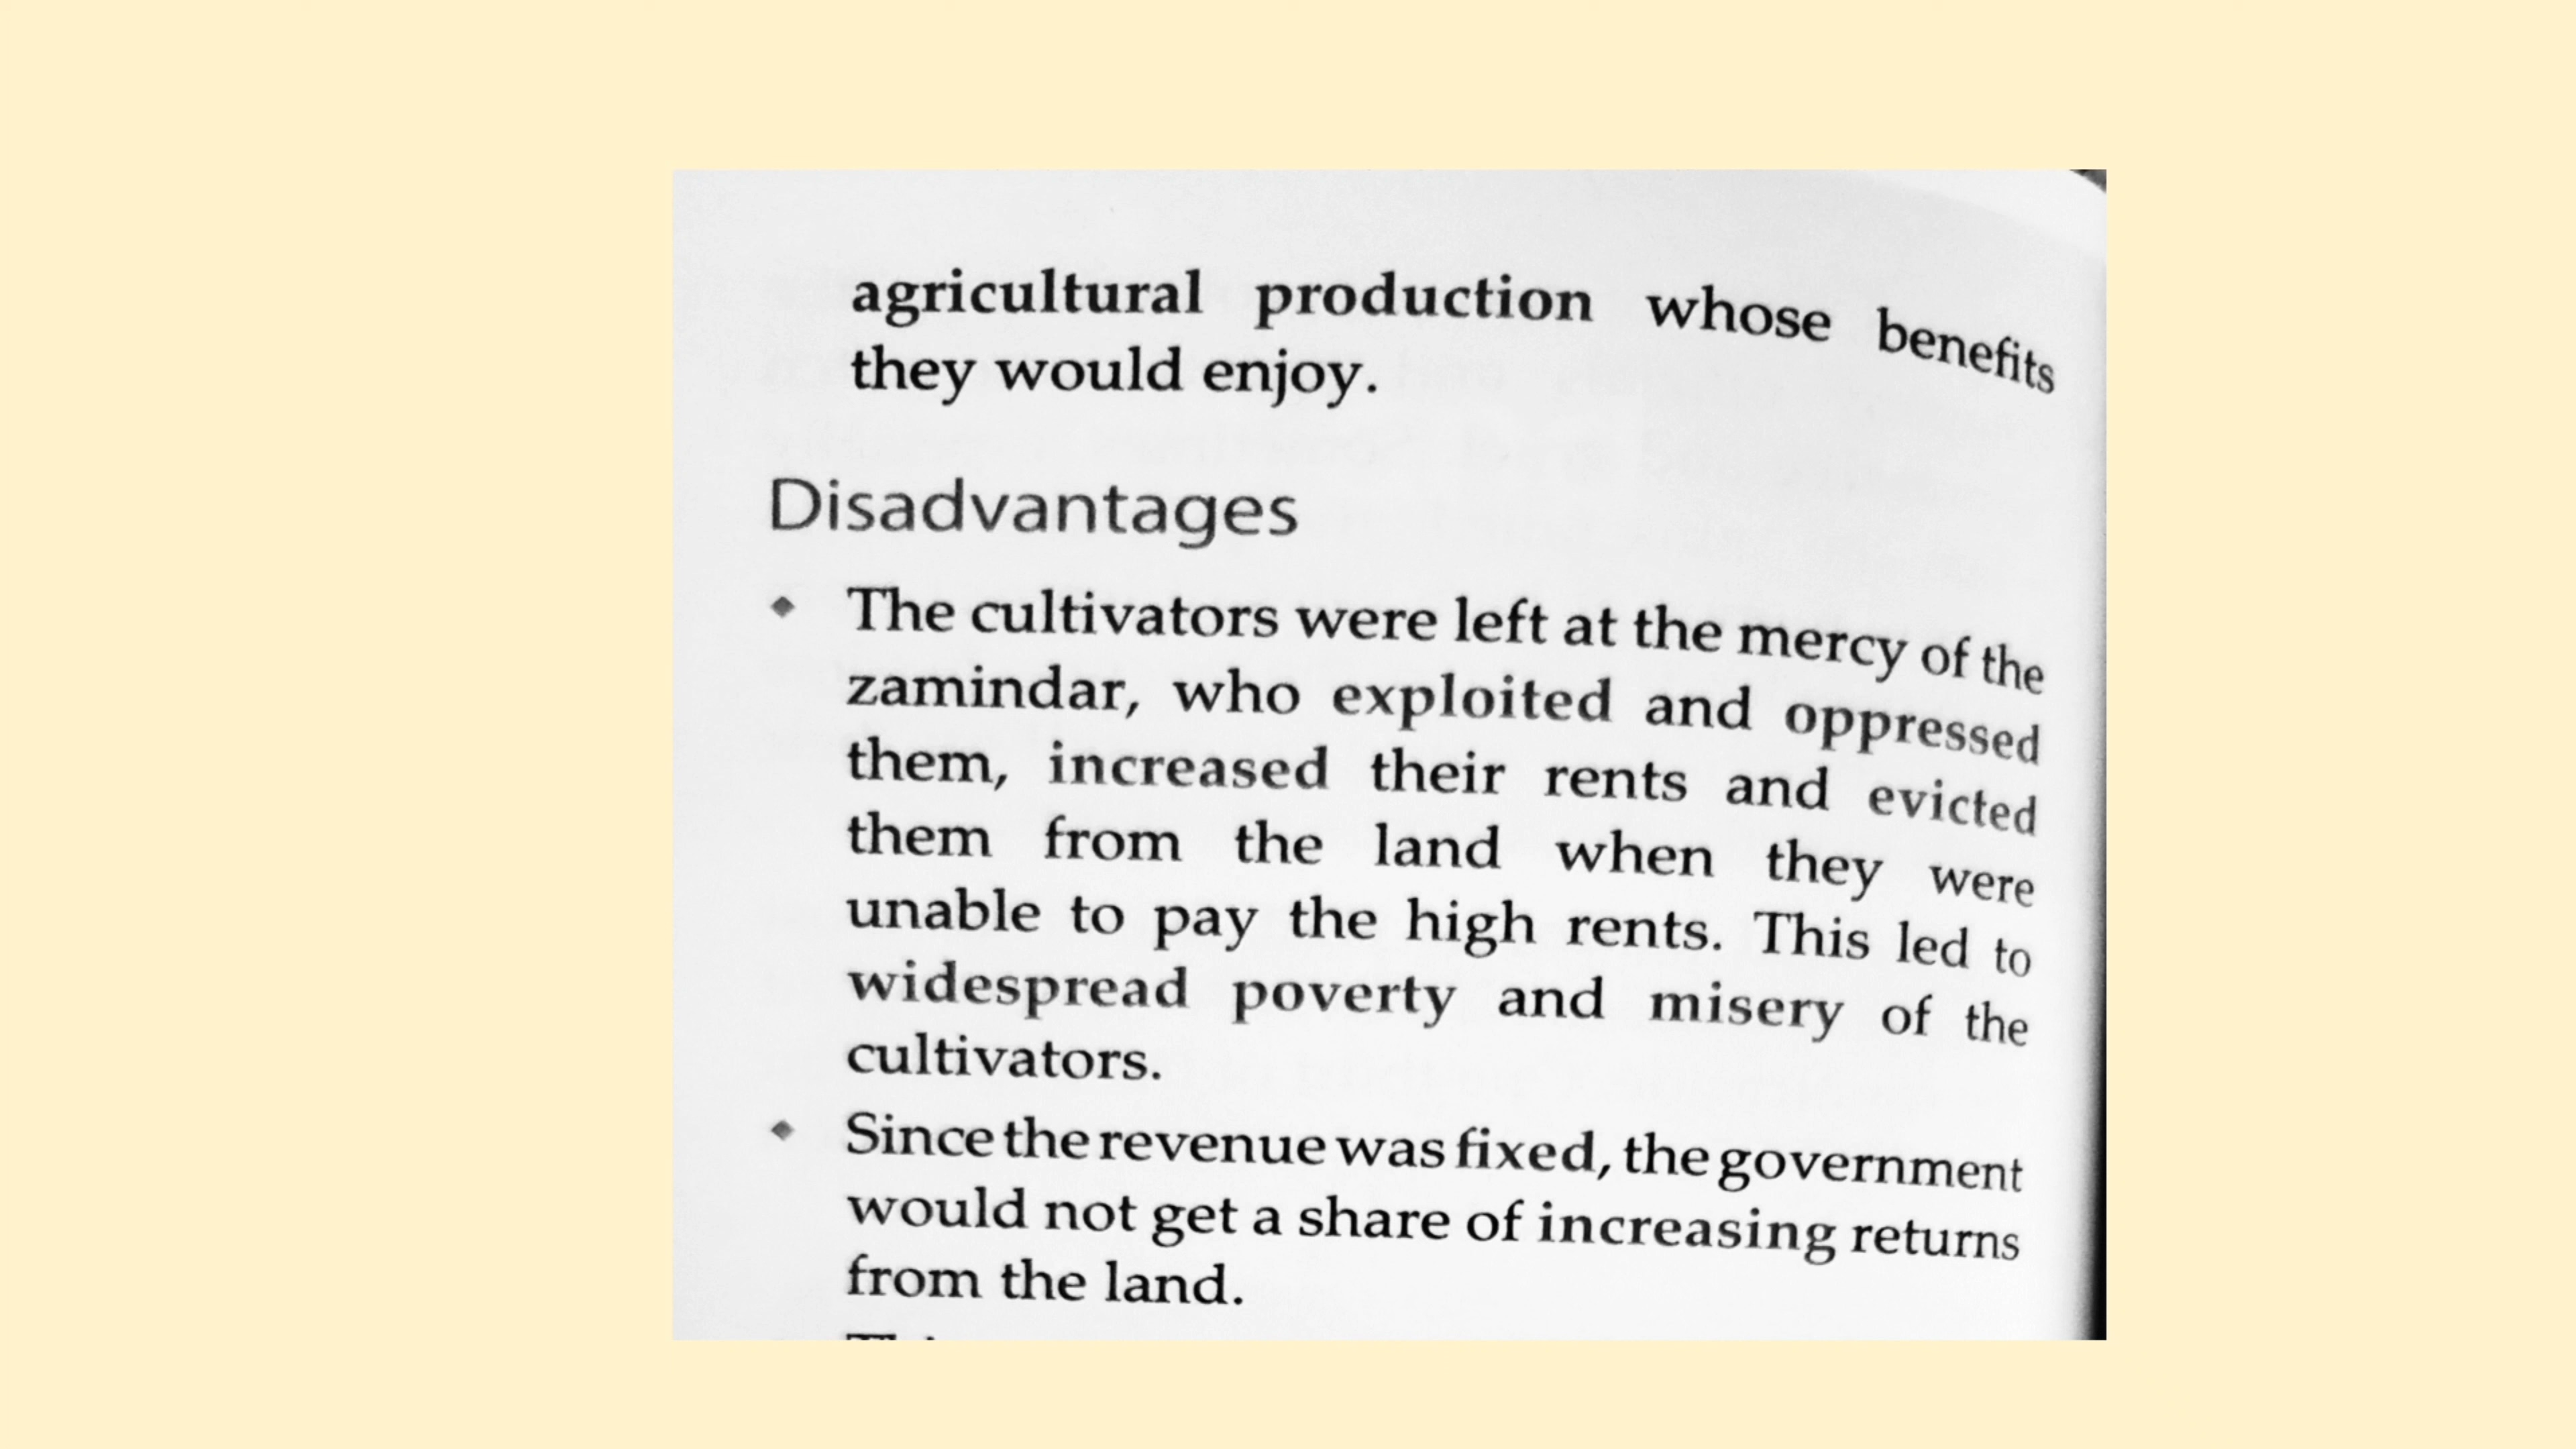 agricultural production whose benefits
they would enjoy.
Disadvantages
◆ The cultivators were left at the mercy of the
zamindar, who exploited and oppressed
them, increased their rents and evicted
them from the land when they were
unable to pay the high rents. This led to
widespread poverty and misery of the
cultivators.
◆ Since the revenue was fixed, the government
would not get a share of increasing returns
from the land.